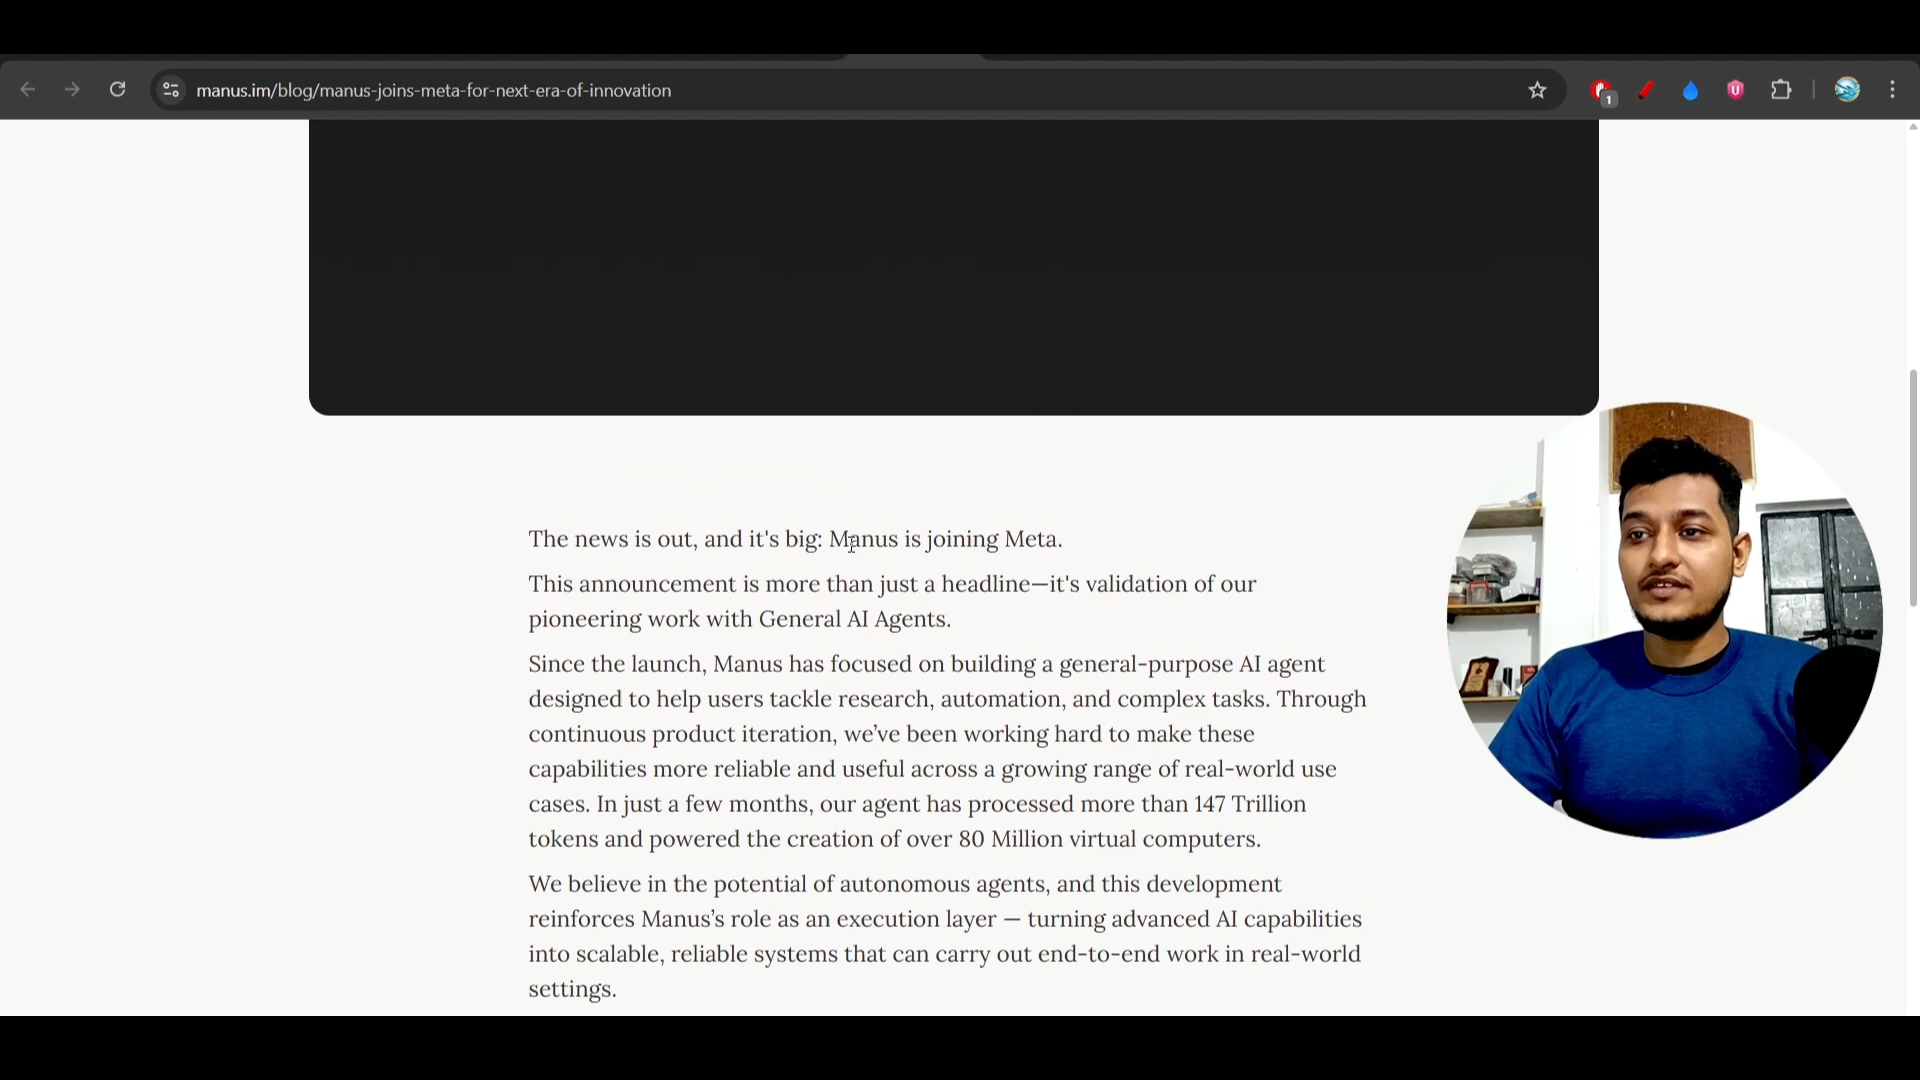 manus.im/blog/manus-joins-meta-for-next-era-of-innovation
1
The news is out, and it's big: Manus is joining Meta.
This announcement is more than just a headline—it's validation of our
pioneering work with General AI Agents.
Since the launch, Manus has focused on building a general-purpose AI agent
designed to help users tackle research, automation, and complex tasks. Through
continuous product iteration, we’ve been working hard to make these
capabilities more reliable and useful across a growing range of real-world use
cases. In just a few months, our agent has processed more than 147 Trillion
tokens and powered the creation of over 80 Million virtual computers.
We believe in the potential of autonomous agents, and this development
reinforces Manus’s role as an execution layer — turning advanced AI capabilities
into scalable, reliable systems that can carry out end-to-end work in real-world
settings.